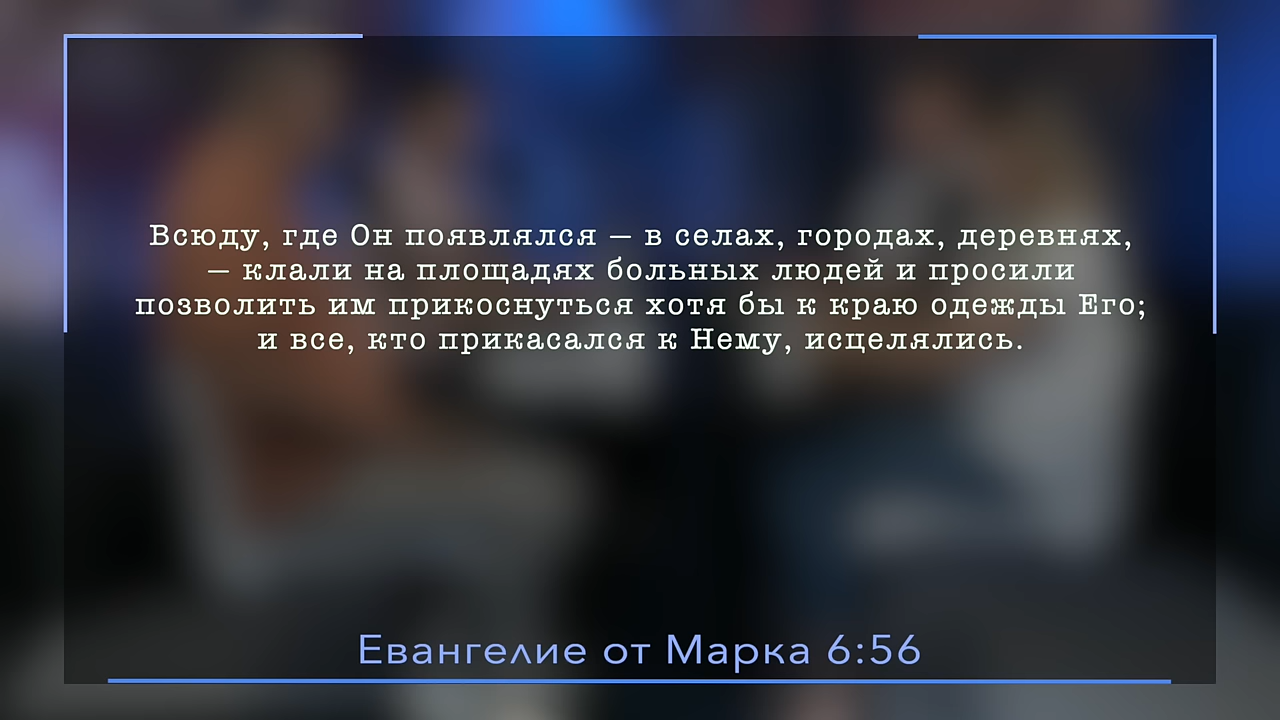 Всюду, где Он появлялся — в селах, городах, деревнях,
— клали на площадях больных людей и просили
позволить им прикоснуться хотя бы к краю одежды Его;
и все, кто прикасался к Нему, исцелялись.
Евангелие от Марка 6:56